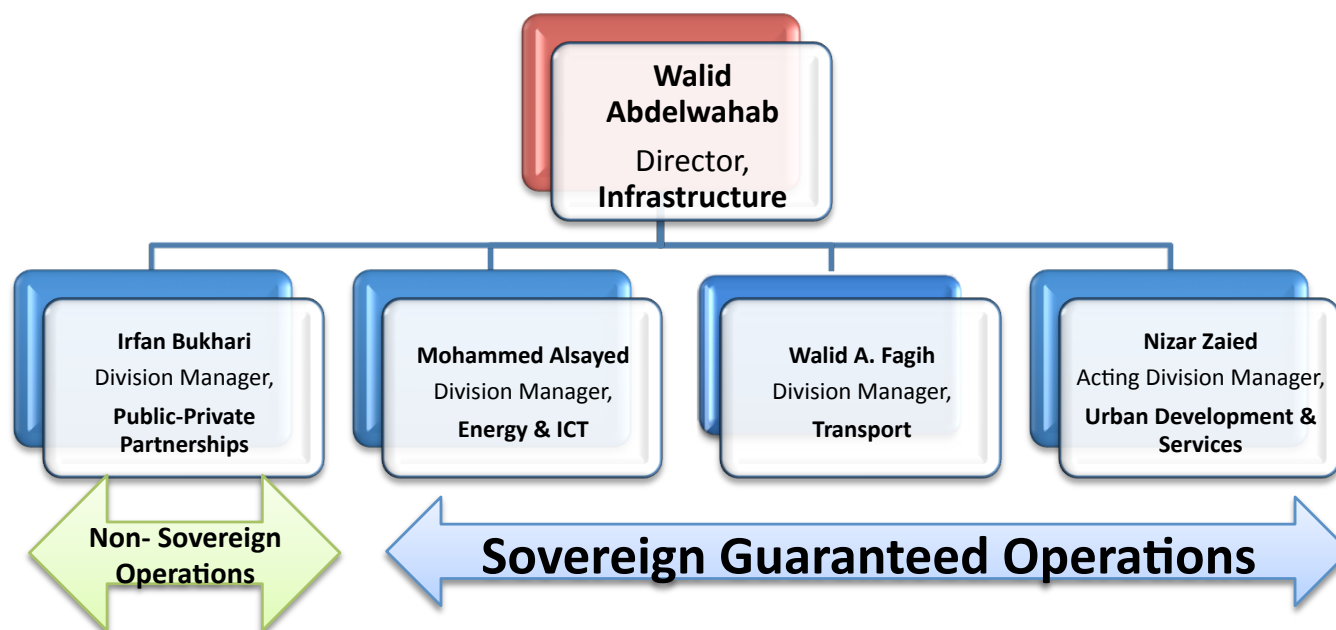 Walid
Abdelwahab
Director,
Infrastructure
Irfan Bukhari
Division Manager,
Public-Private
Partnerships
Mohammed Alsayed
Division Manager,
Energy & ICT
Walid A. Fagih
Division Manager,
Transport
Nizar Zaied
Acting Division Manager,
Urban Development &
Services
Non- Sovereign
Operations
Sovereign Guaranteed Operations